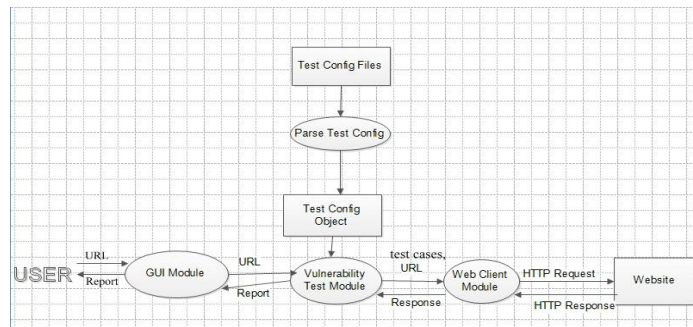 Test Config Files
Parse Test Config
Test Config
Object
URL
USER
Report
GUI Module
URL
Report
Vulnerability
Test Module
test cases,
URL
Response
Web Client
Module
HTTP Request
HTTP Response
Website